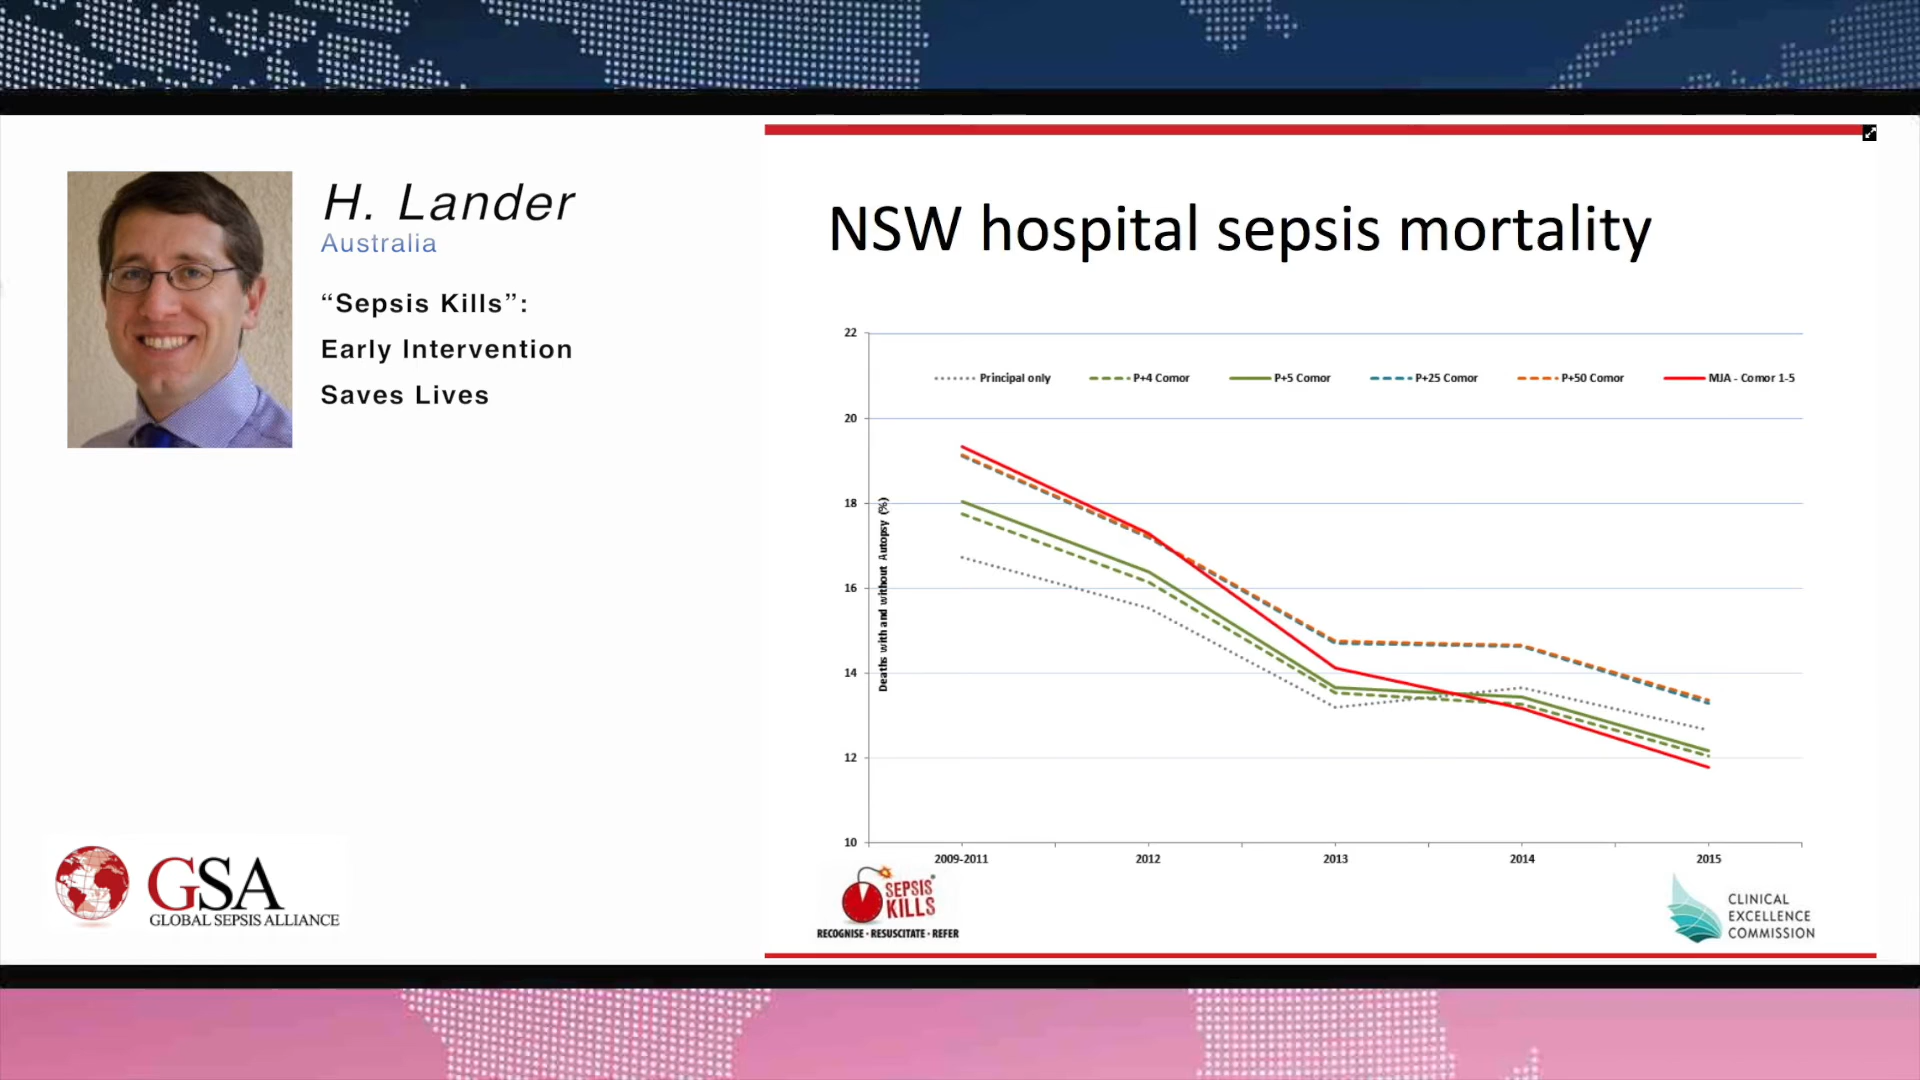 H. Lander
Australia
“Sepsis Kills”:
Early Intervention
Saves Lives
GSA
GLOBAL SEPSIS ALLIANCE
NSW hospital sepsis mortality
Principal only
P+4 Comor
P+5 Comor
P+25 Comor
P+50 Comor
MJA - Comor 1-5
Deaths with and without Autopsy (%)
22
20
18
16
14
12
10
2009-2011
2012
2013
2014
2015
SEPSIS
KILLS
RECOGNISE · RESUSCITATE · REFER
CLINICAL
EXCELLENCE
COMMISSION